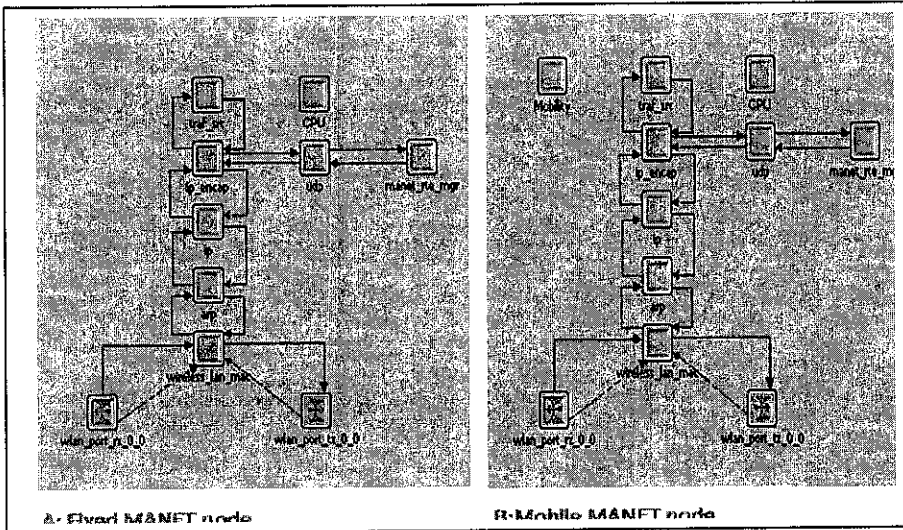 traf_src
CPU
ip_encap
udp
manet_rte_mgr
ip
arp
wireless_lan_mac
wlan_port_rx_0_0
wlan_port_tx_0_0
A: Fixed MANET node
Mobility
traf_src
CPU
ip_encap
udp
manet_rte_mgr
ip
arp
wireless_lan_mac
wlan_port_rx_0_0
wlan_port_tx_0_0
B:Mobile MANET node